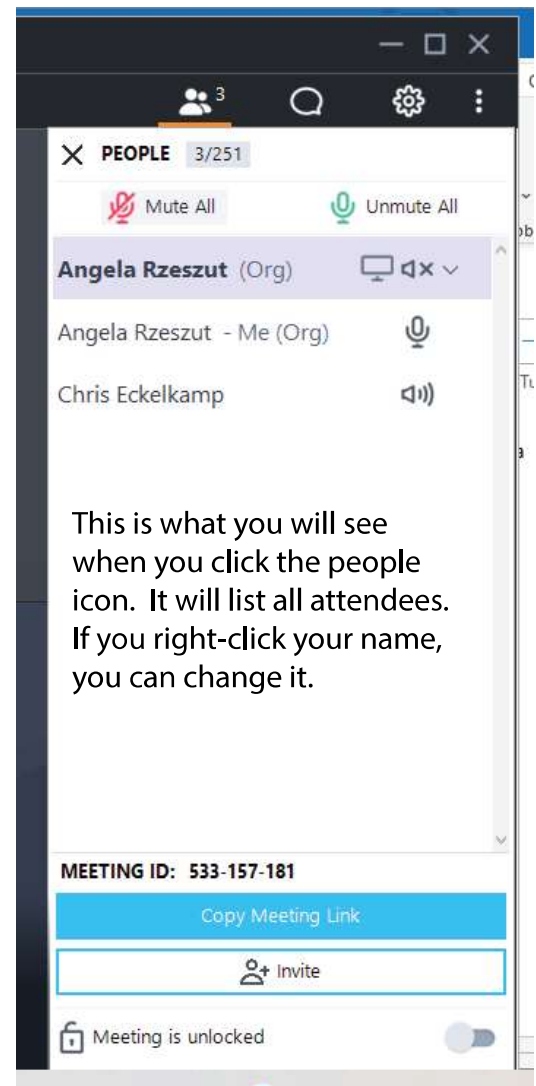 3
PEOPLE 3/251
Mute All Unmute All
Angela Rzeszut (Org)
Angela Rzeszut - Me (Org)
Chris Eckelkamp
This is what you will see
when you click the people
icon. It will list all attendees.
If you right-click your name,
you can change it.
MEETING ID: 533-157-181
Copy Meeting Link
Invite
Meeting is unlocked